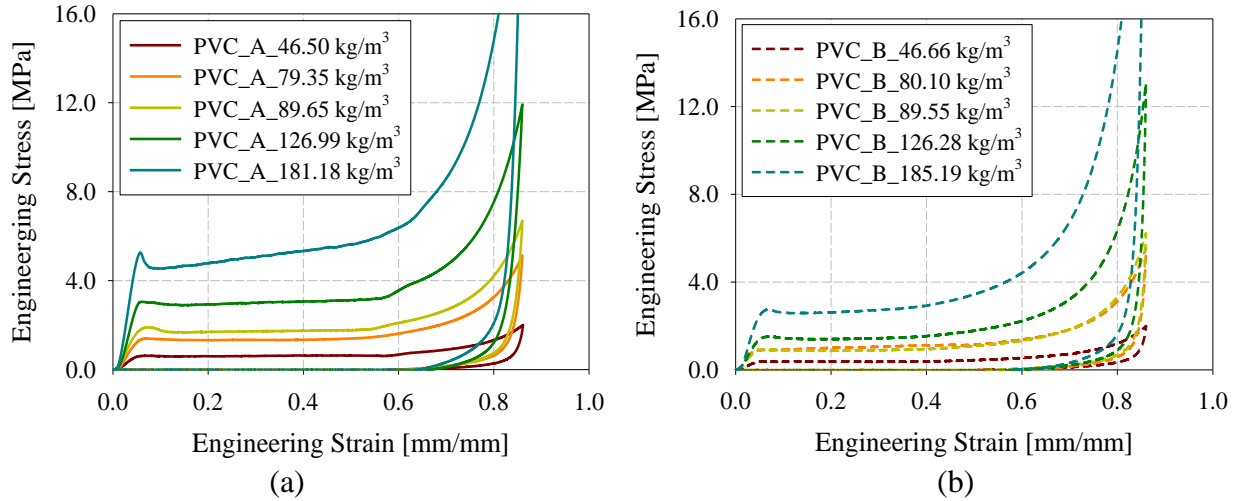 16.0
12.0
8.0
4.0
0.0
Engineerging Stress [MPa]
PVC_A_46.50 kg/m³
PVC_A_79.35 kg/m³
PVC_A_89.65 kg/m³
PVC_A_126.99 kg/m³
PVC_A_181.18 kg/m³
0.0 0.2 0.4 0.6 0.8 1.0
Engineering Strain [mm/mm]
(a)
16.0
12.0
8.0
4.0
0.0
Engineering Stress [MPa]
PVC_B_46.66 kg/m³
PVC_B_80.10 kg/m³
PVC_B_89.55 kg/m³
PVC_B_126.28 kg/m³
PVC_B_185.19 kg/m³
0.0 0.2 0.4 0.6 0.8 1.0
Engineering Strain [mm/mm]
(b)